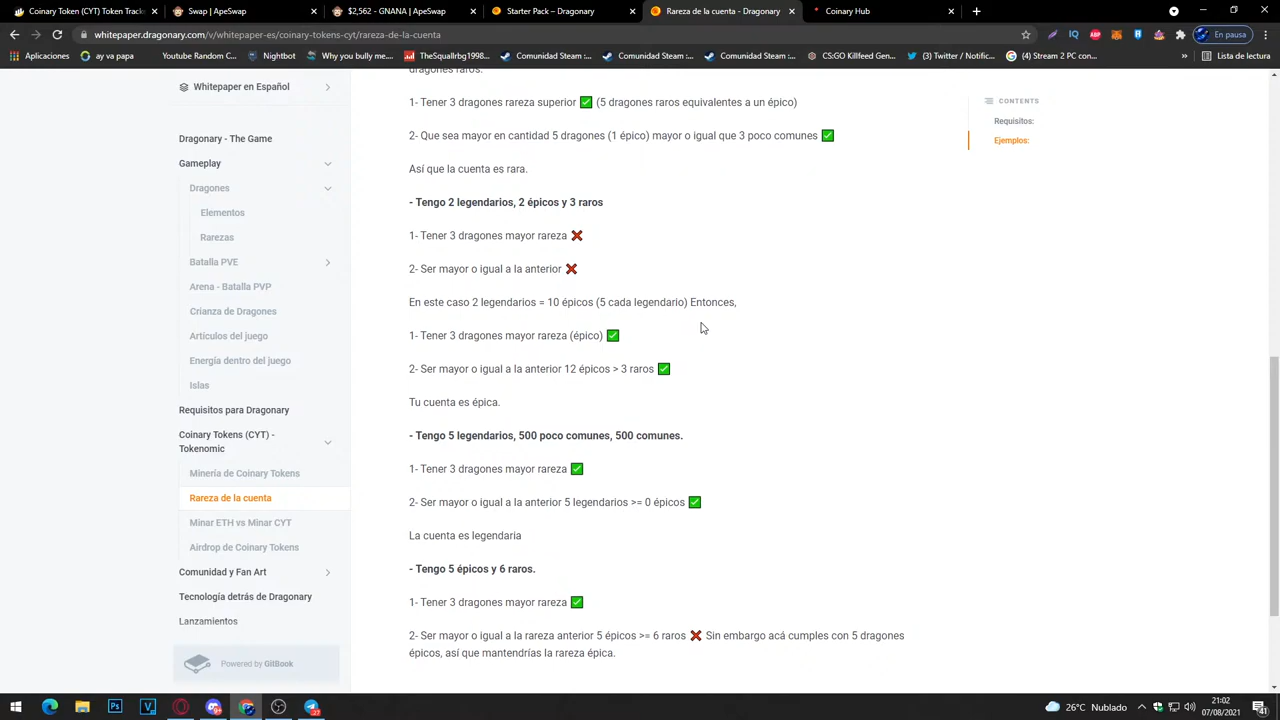 Coinary Token (CYT) Token Track
$2,562 - GNANA | PancakeSwap
Pack – Dragonary
Rarity – Dragonary
Coinary Hub
whitepaper.dragonary.com/v/whitepaper-en-espanol/coinary-tokens-cyt/rareza-de-la-cuenta
En pausa
Aplicaciones
ay va papa
Youtube Random C...
Nightbot
Why you bully me....
TheSquallrbg1998...
Comunidad Steam ...
Comunidad Steam ...
Comunidad Steam ...
CS:GO Killfeed Gen...
(3) Twitter / Notific...
(4) Stream 2 PC con...
»
Lista de lectura
Whitepaper en Español
Dragonary - The Game
Gameplay
Dragones
Elementos
Rarezas
Batalla PVE
Arena - Batalla PVP
Crianza de Dragones
Artículos del juego
Energía dentro del juego
Islas
Requisitos para Dragonary
Coinary Tokens (CYT) -
Tokenomic
Minería de Coinary Tokens
Rareza de la cuenta
Minar ETH vs Minar CYT
Airdrop de Coinary Tokens
Comunidad y Fan Art
Tecnología detrás de Dragonary
Lanzamientos
Powered by GitBook
dragones raros.
1- Tener 3 dragones rareza superior ✅ (5 dragones raros equivalentes a un épico)
2- Que sea mayor en cantidad 5 dragones (1 épico) mayor o igual que 3 poco comunes ✅
Así que la cuenta es rara.
- Tengo 2 legendarios, 2 épicos y 3 raros
1- Tener 3 dragones mayor rareza ❌
2- Ser mayor o igual a la anterior ❌
En este caso 2 legendarios = 10 épicos (5 cada legendario) Entonces,
1- Tener 3 dragones mayor rareza (épico) ✅
2- Ser mayor o igual a la anterior 12 épicos > 3 raros ✅
Tu cuenta es épica.
- Tengo 5 legendarios, 500 poco comunes, 500 comunes.
1- Tener 3 dragones mayor rareza ✅
2- Ser mayor o igual a la anterior 5 legendarios >= 0 épicos ✅
La cuenta es legendaria
- Tengo 5 épicos y 6 raros.
1- Tener 3 dragones mayor rareza ✅
2- Ser mayor o igual a la rareza anterior 5 épicos >= 6 raros ❌ Sin embargo acá cumples con 5 dragones
épicos, así que mantendrías la rareza épica.
CONTENTS
Requisitos:
Ejemplos:
26°C Nublado
21:02
07/08/2021